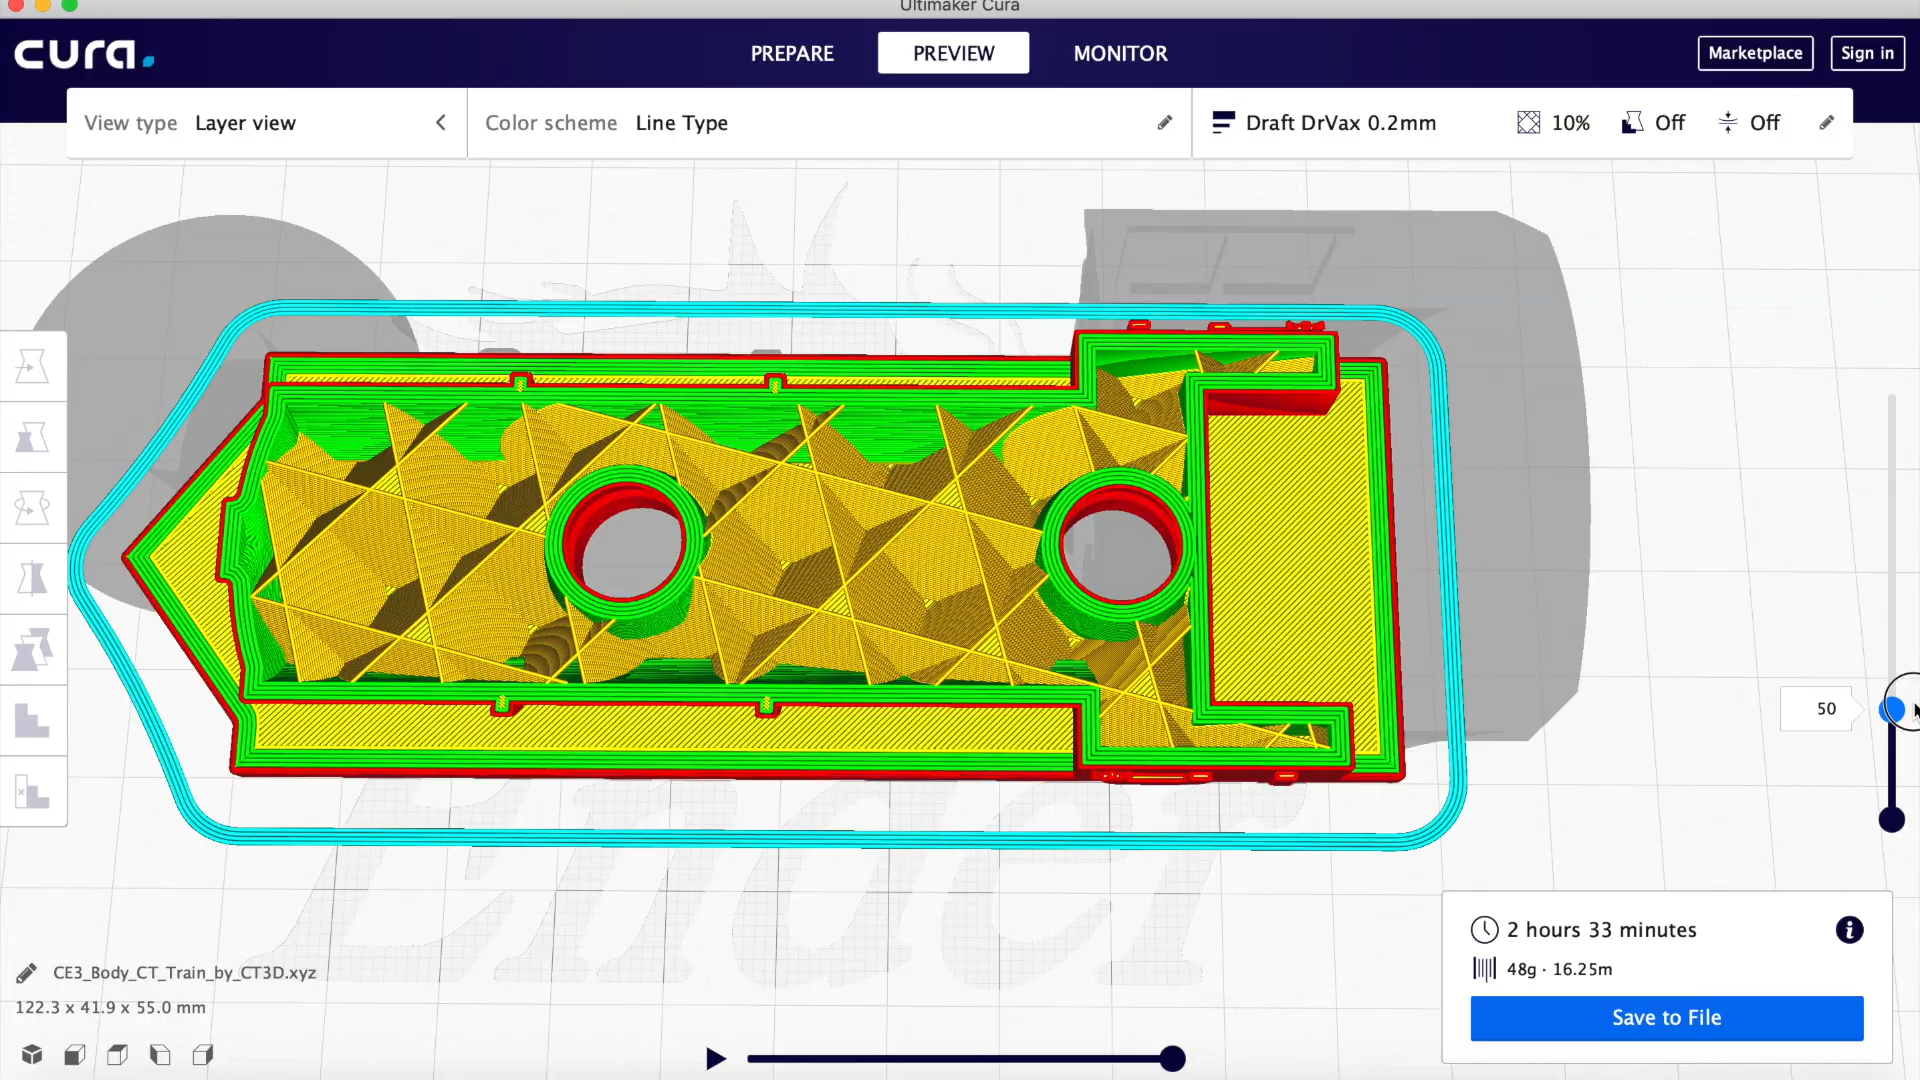 Ultimaker Cura
cura.
PREPARE
PREVIEW
MONITOR
Marketplace
Sign in
View type Layer view
Color scheme Line Type
Draft DrVax 0.2mm
10%
Off
Off
50
Ender
2 hours 33 minutes
48g · 16.25m
Save to File
CE3_Body_CT_Train_by_CT3D.xyz
122.3 x 41.9 x 55.0 mm